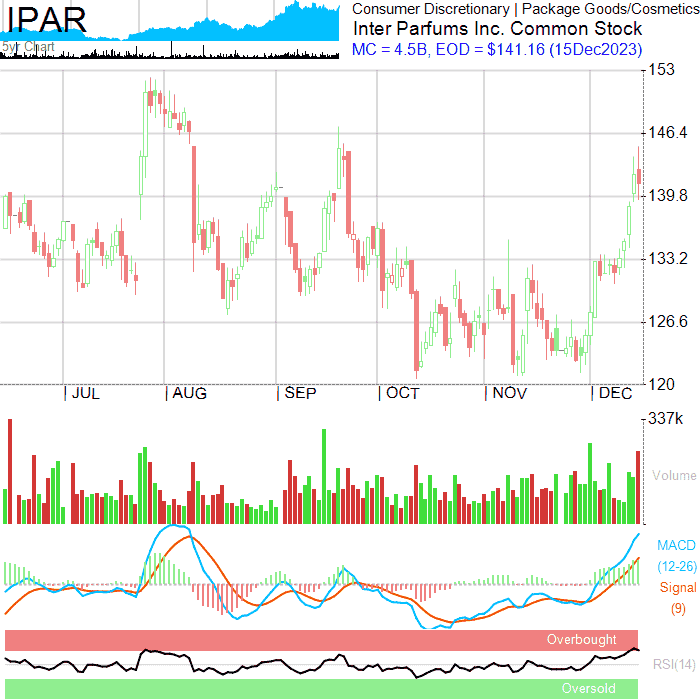 IPAR
5yr Chart
Consumer Discretionary | Package Goods/Cosmetics
Inter Parfums Inc. Common Stock
MC = 4.5B, EOD = $141.16 (15Dec2023)
153
146.4
139.8
133.2
126.6
120
| JUL | AUG | SEP | OCT | NOV | DEC
337k
Volume
MACD
(12-26)
Signal
(9)
Overbought
RSI(14)
Oversold